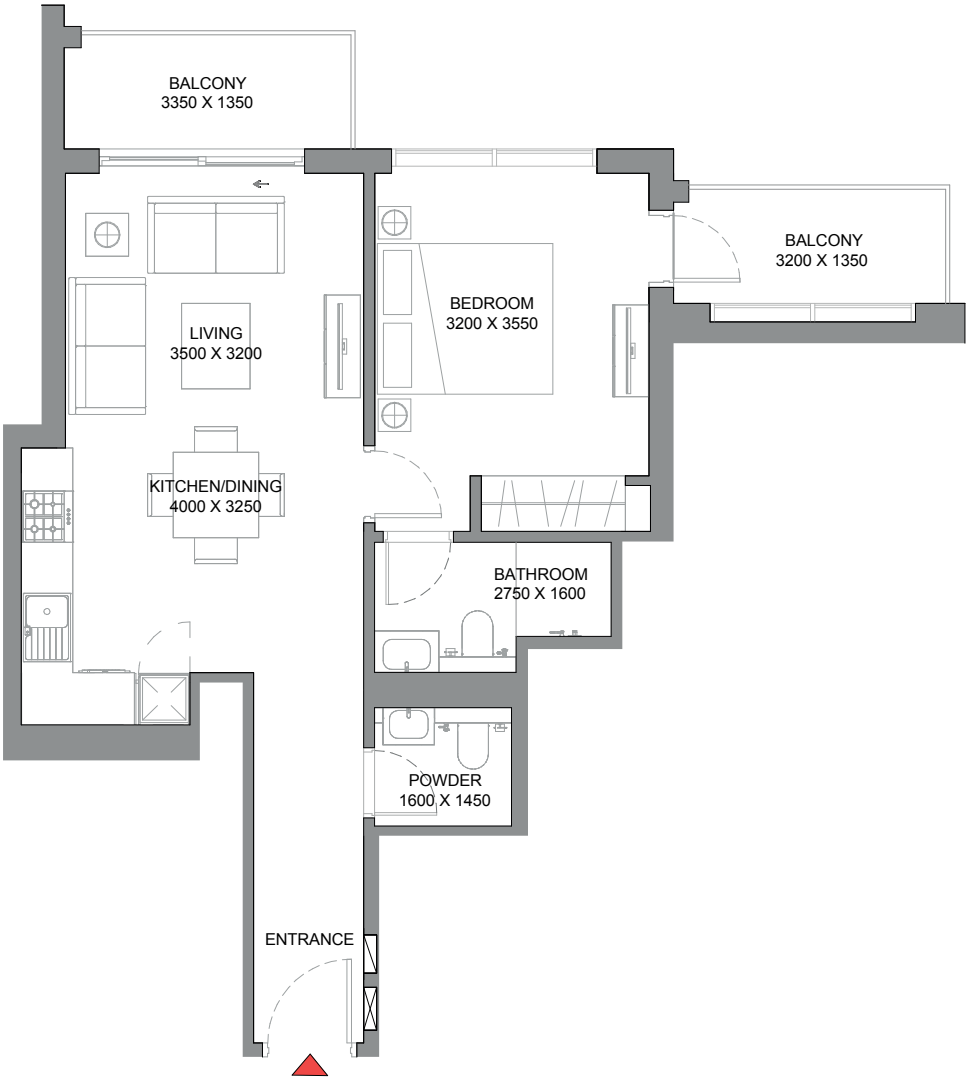 BALCONY
3350 X 1350
BALCONY
3200 X 1350
BEDROOM
3200 X 3550
LIVING
3500 X 3200
KITCHEN/DINING
4000 X 3250
BATHROOM
2750 X 1600
POWDER
1600 X 1450
ENTRANCE